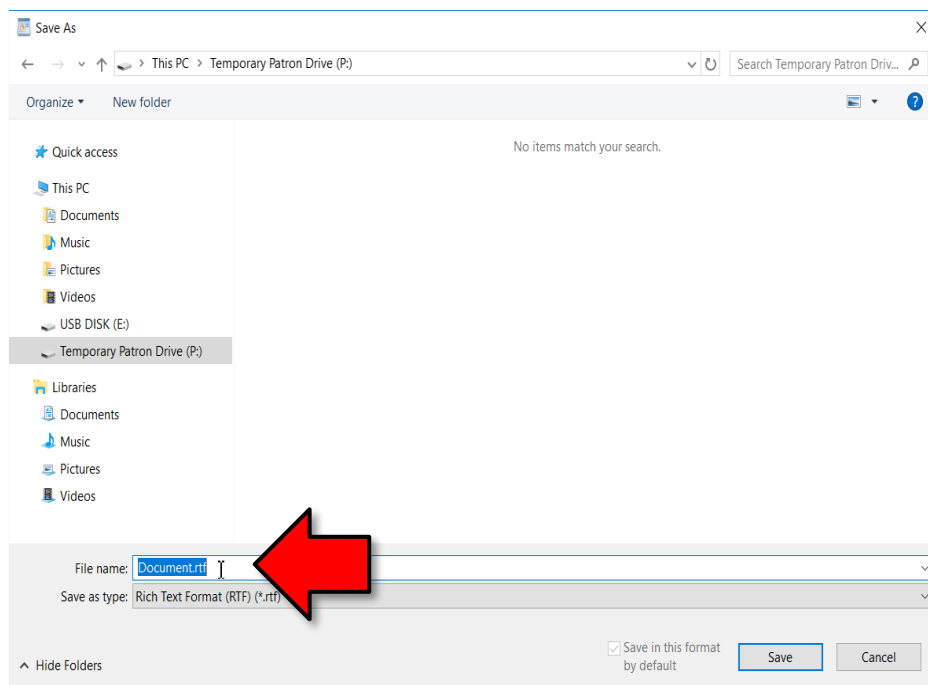 Save As
This PC > Temporary Patron Drive (P:)
Search Temporary Patron Driv...
Organize
New folder
Quick access
This PC
Documents
Music
Pictures
Videos
USB DISK (E:)
Temporary Patron Drive (P:)
Libraries
Documents
Music
Pictures
Videos
No items match your search.
File name: Document.rtf
Save as type: Rich Text Format (RTF) (*.rtf)
Hide Folders
Save in this format
by default
Save
Cancel